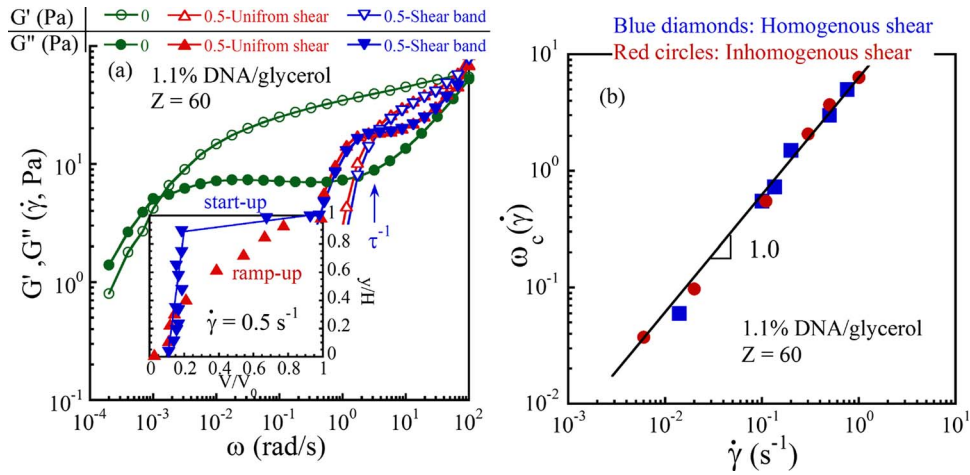 G' (Pa) 0 0.5-Unifrom shear 0.5-Shear band
G″ (Pa) 0 0.5-Unifrom shear 0.5-Shear band
(a) 1.1% DNA/glycerol
Z = 60
10²
10¹
10⁰
10⁻¹
G' , G″ (γ̇, Pa)
start-up
ramp-up
γ̇ = 0.5 s⁻¹
τ⁻¹
1
0.8
0.6
0.4
0.2
0
y/H
0 0.2 0.4 0.6 0.8 1
V/V₀
10⁻⁴ 10⁻³ 10⁻² 10⁻¹ 10⁰ 10¹ 10²
ω (rad/s)
Blue diamonds: Homogenous shear
Red circles: Inhomogenous shear
(b)
10¹
10⁰
10⁻¹
10⁻²
ω_c(γ̇)
1.0
1.1% DNA/glycerol
Z = 60
10⁻³ 10⁻² 10⁻¹ 10⁰ 10¹
γ̇ (s⁻¹)